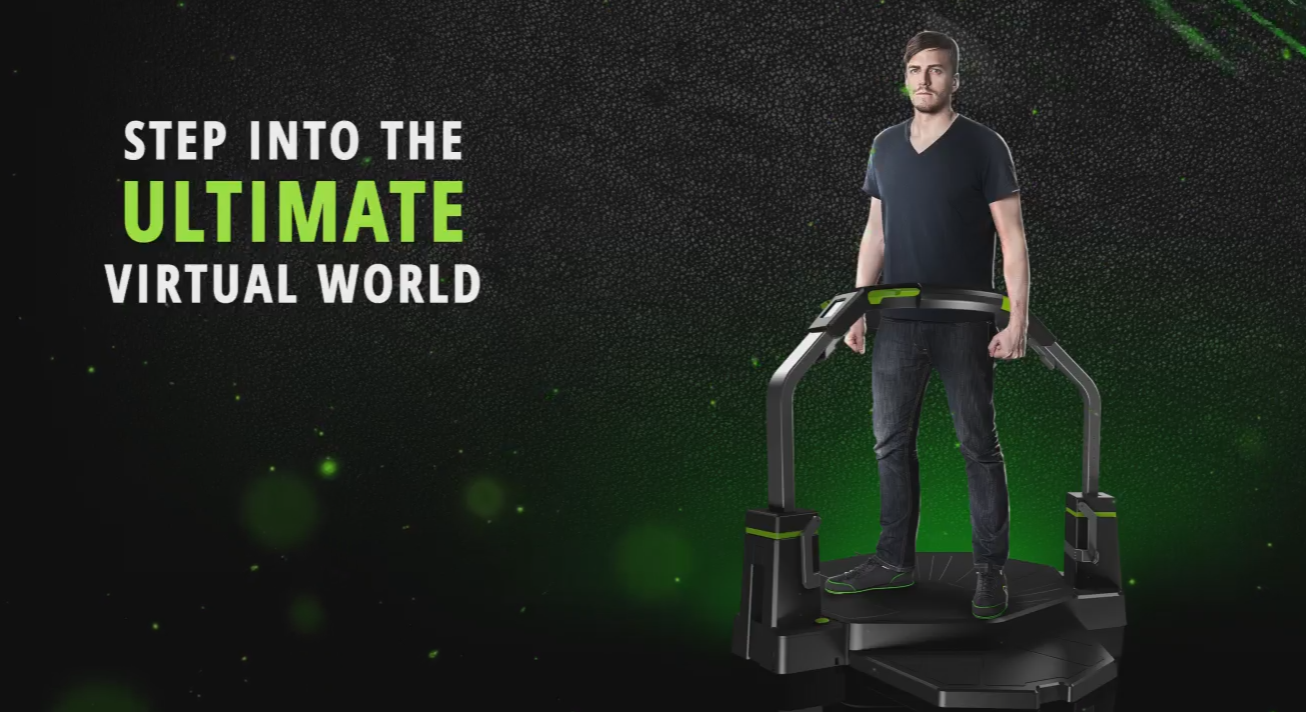 STEP INTO THE
ULTIMATE
VIRTUAL WORLD